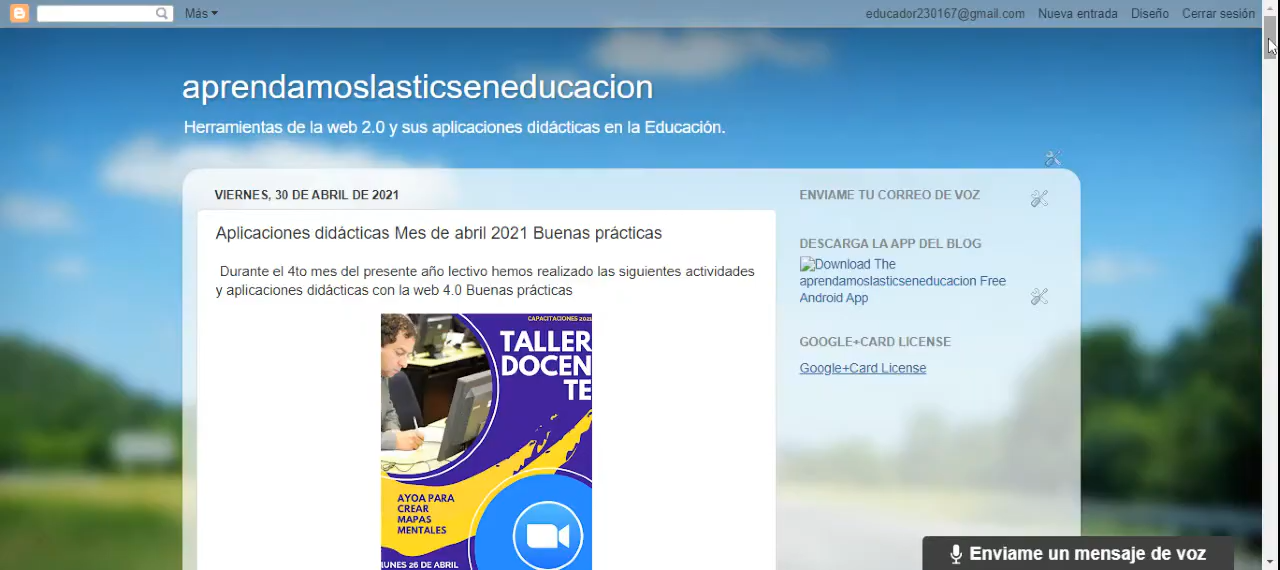 Más
educador230167@gmail.com Nueva entrada Diseño Cerrar sesión
aprendamoslasticseneducacion
Herramientas de la web 2.0 y sus aplicaciones didácticas en la Educación.
VIERNES, 30 DE ABRIL DE 2021
Aplicaciones didácticas Mes de abril 2021 Buenas prácticas
Durante el 4to mes del presente año lectivo hemos realizado las siguientes actividades
y aplicaciones didácticas con la web 4.0 Buenas prácticas
CAPACITACIONES 2021
TALLER
DOCEN
TE
AYOA PARA
CREAR
MAPAS
MENTALES
LUNES 26 DE ABRIL
ENVIAME TU CORREO DE VOZ
DESCARGA LA APP DEL BLOG
Download The
aprendamoslasticseneducacion Free
Android App
GOOGLE+CARD LICENSE
Google+Card License
Enviame un mensaje de voz